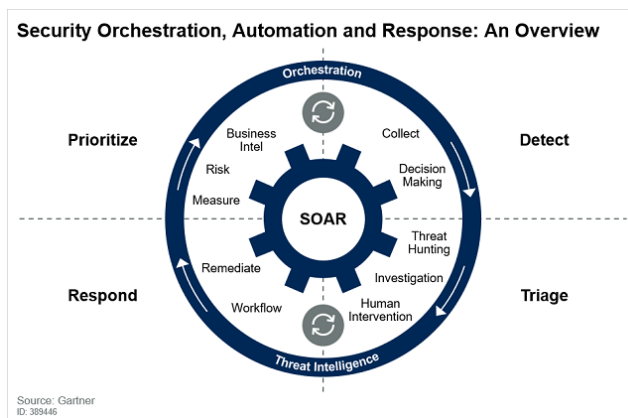 Security Orchestration, Automation and Response: An Overview
Orchestration
Prioritize
Business
Intel
Risk
Measure
Collect
Decision
Making
Detect
SOAR
Respond
Remediate
Workflow
Threat
Hunting
Investigation
Human
Intervention
Triage
Threat Intelligence
Source: Gartner
ID: 389446